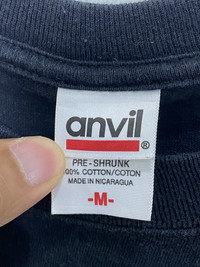 anvil®
PRE-SHRUNK
00% COTTON/COTON
MADE IN NICARAGUA
-M-